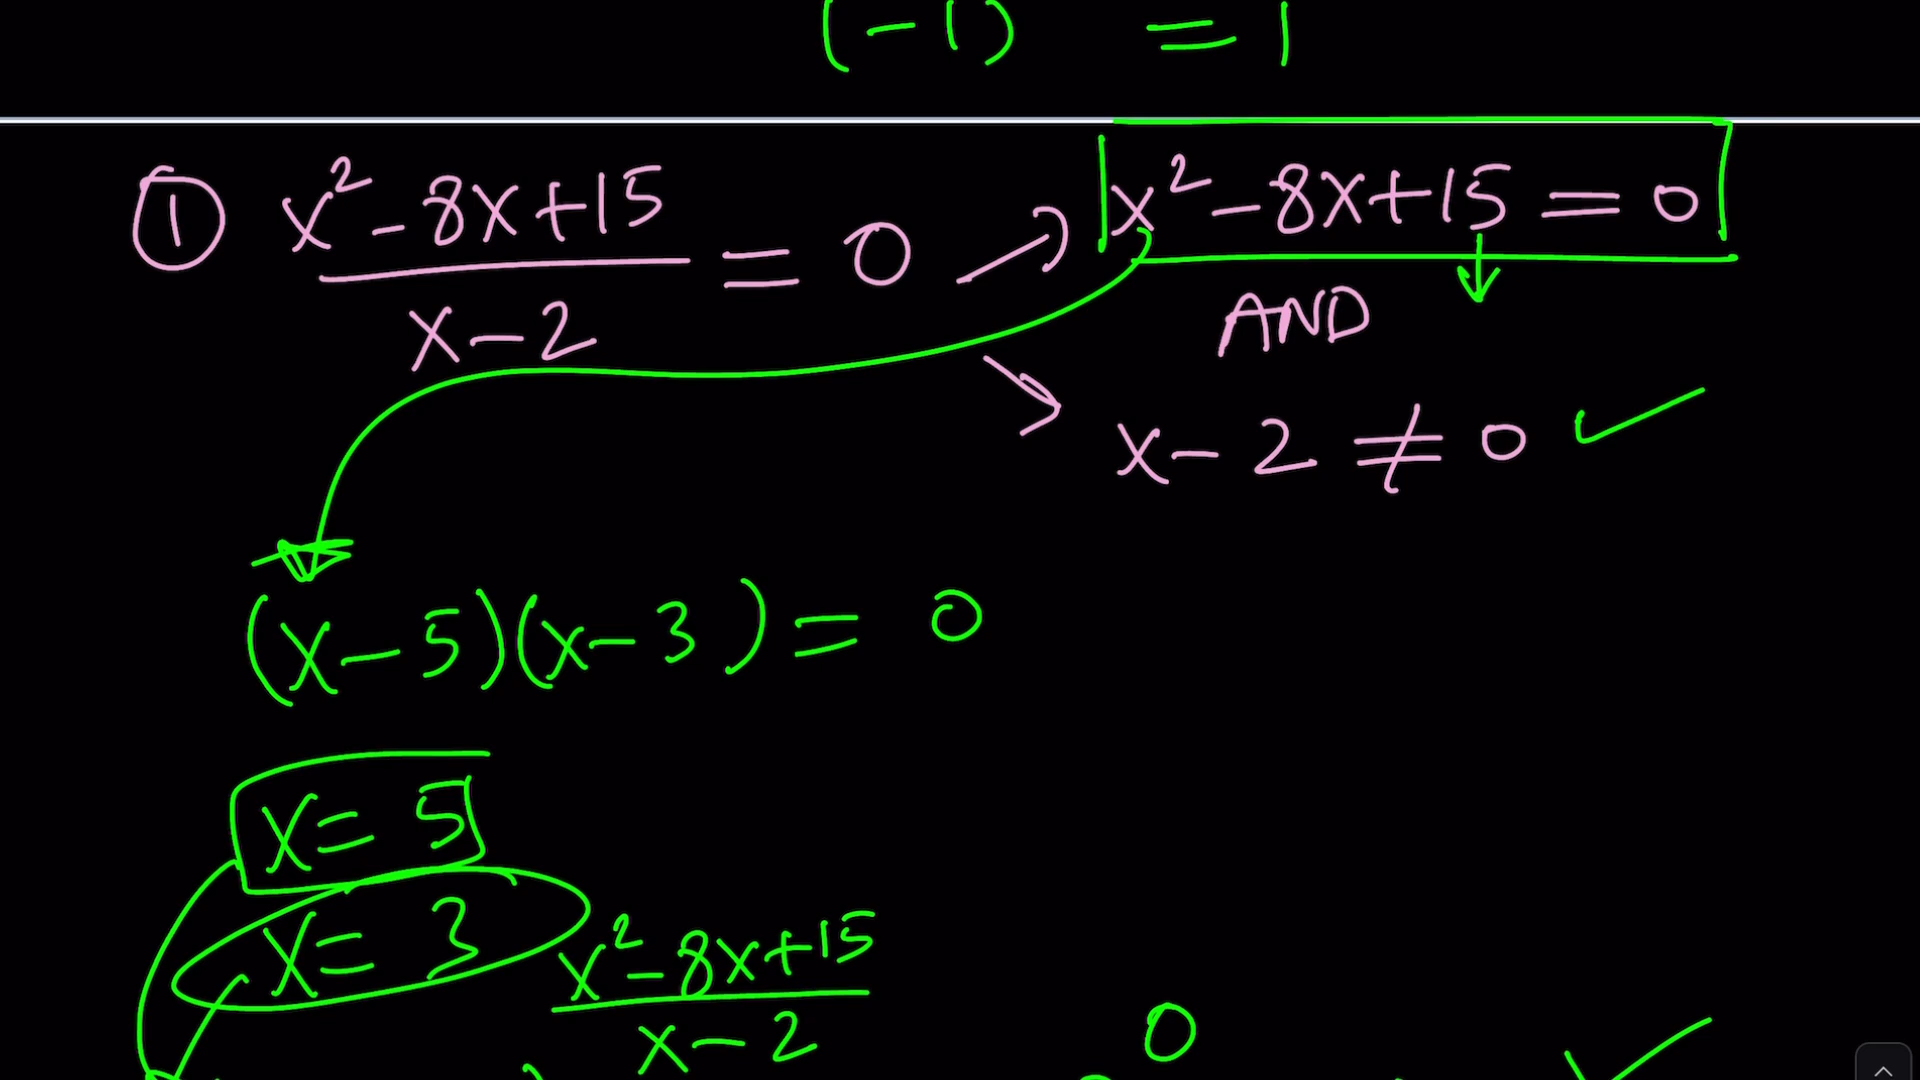 (-1) = 1
① x² - 8x + 15 / x - 2 = 0
x² - 8x + 15 = 0
AND
x - 2 ≠ 0 ✓
(x - 5)(x - 3) = 0
x = 5
x = 3
x² - 8x + 15 / x - 2
0